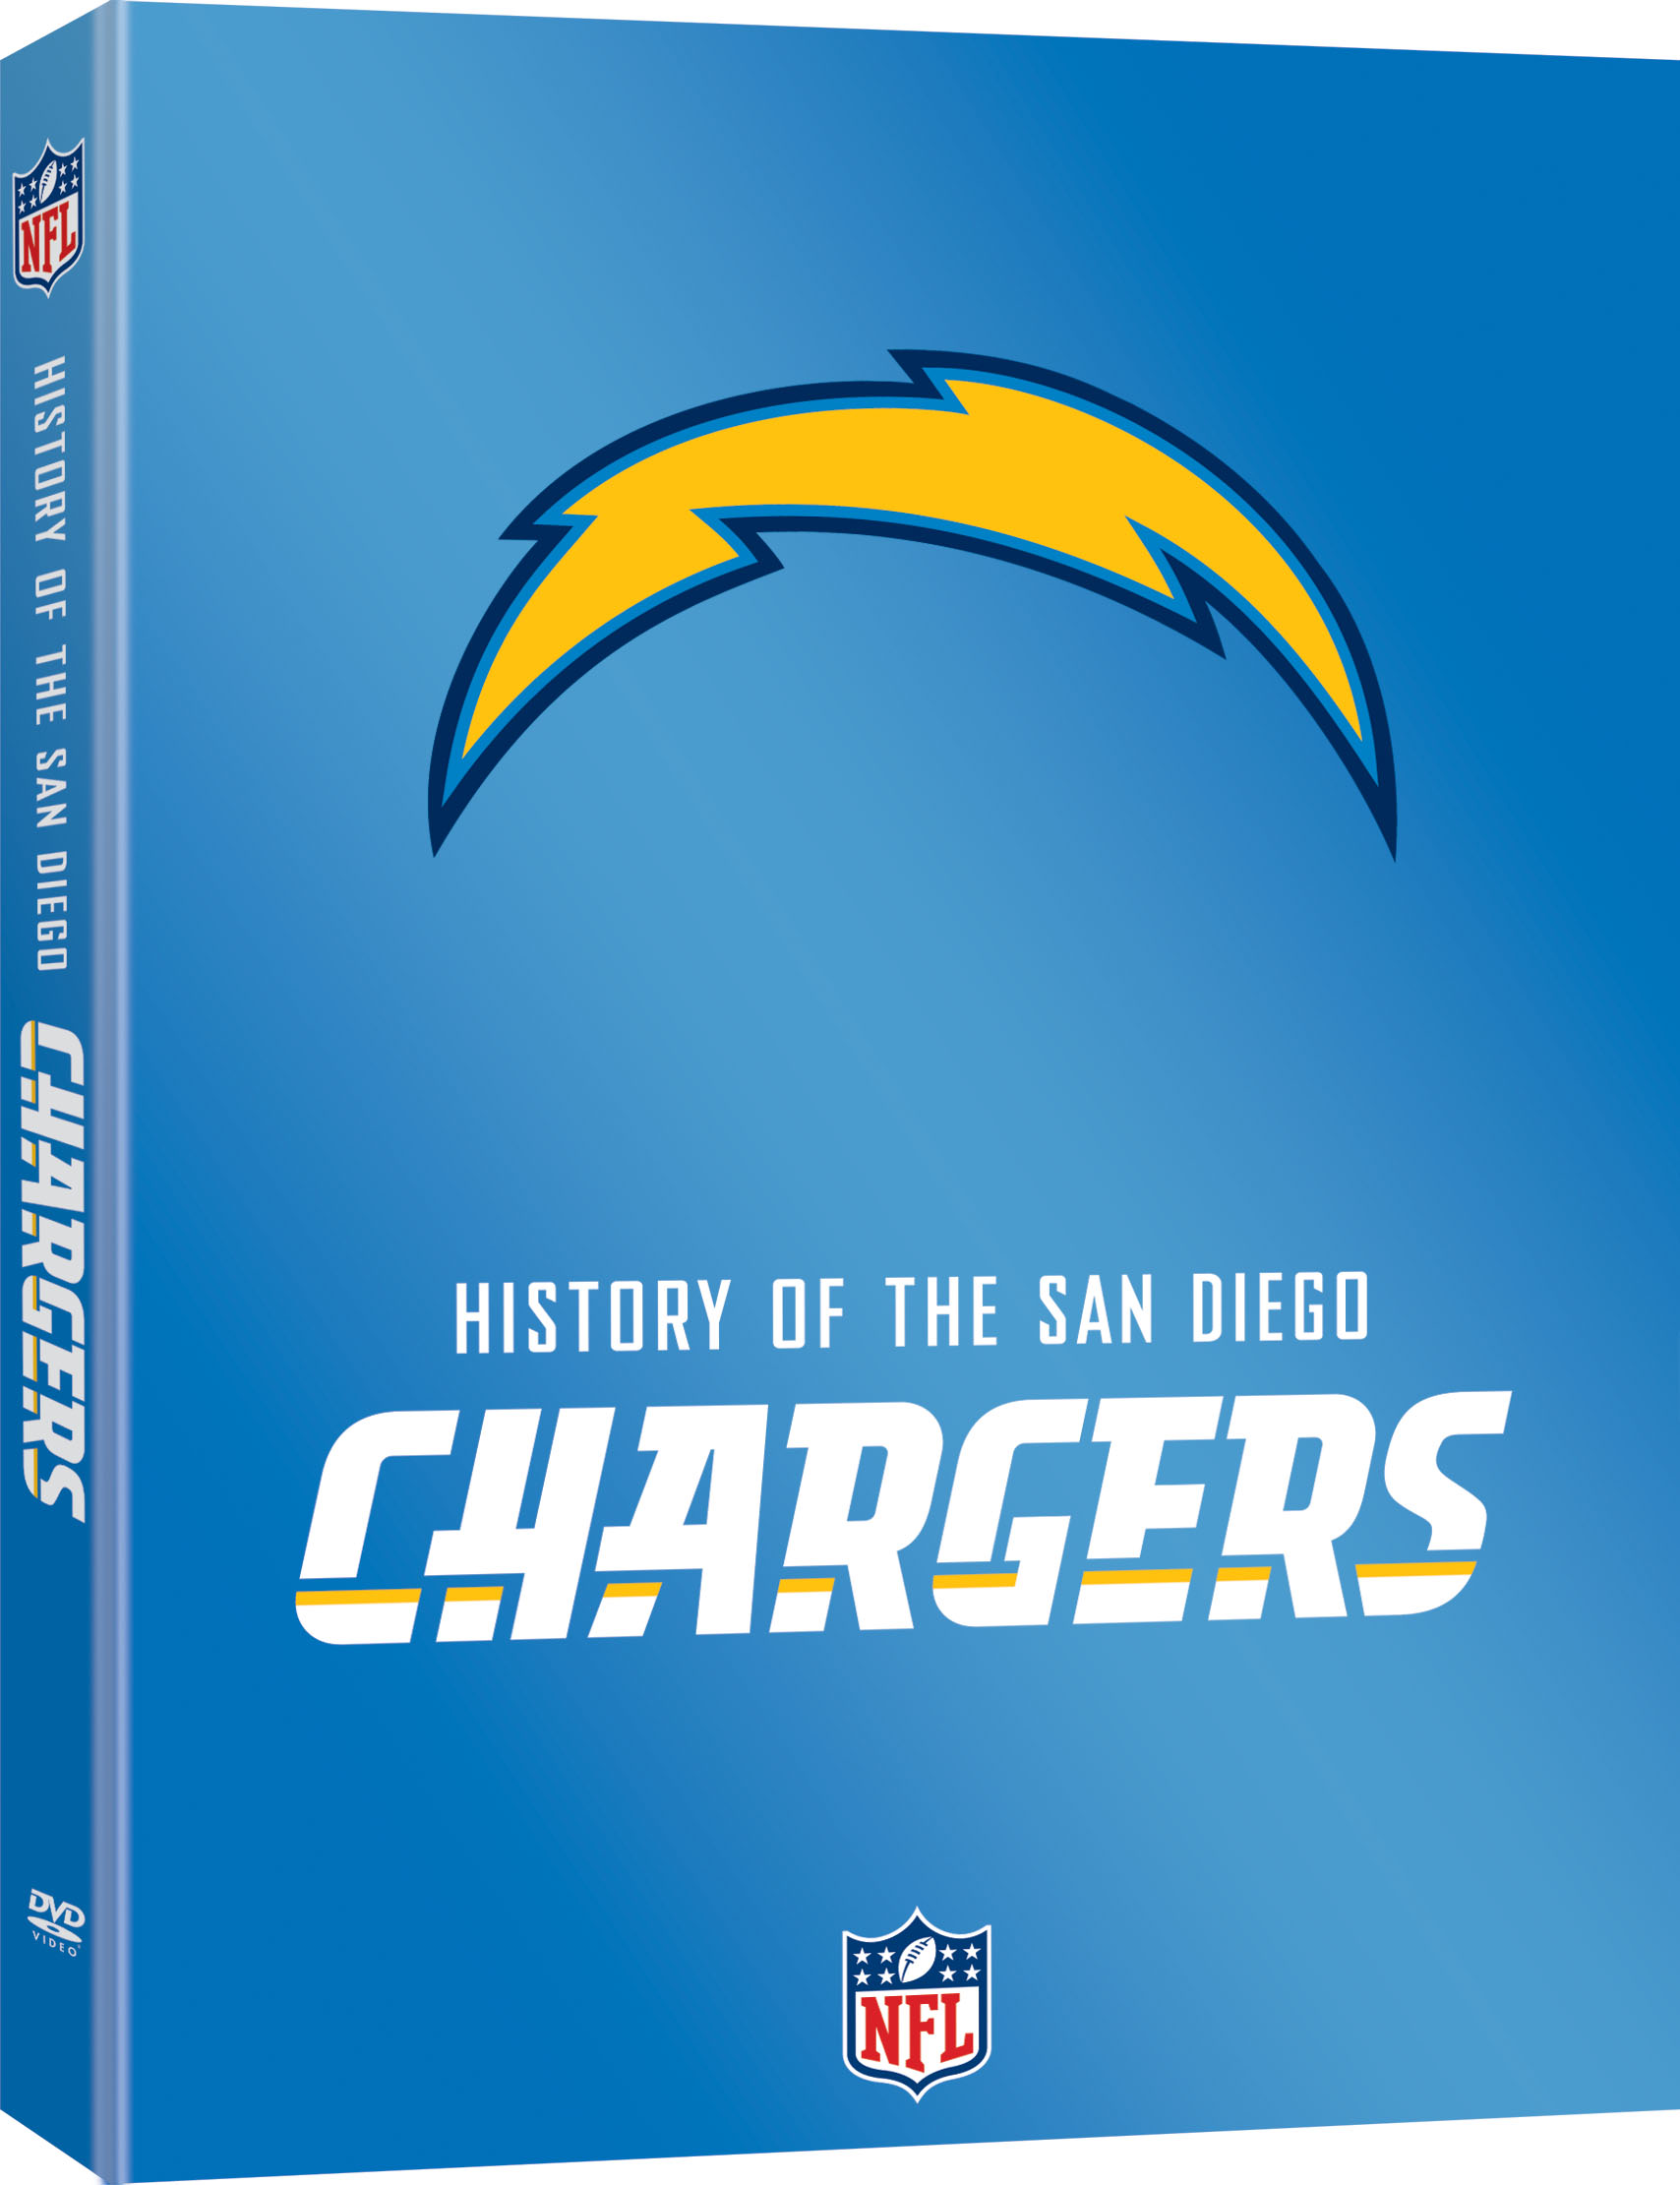 NFL
HISTORY OF THE SAN DIEGO CHARGERS
DVD
VIDEO
HISTORY OF THE SAN DIEGO
CHARGERS
NFL